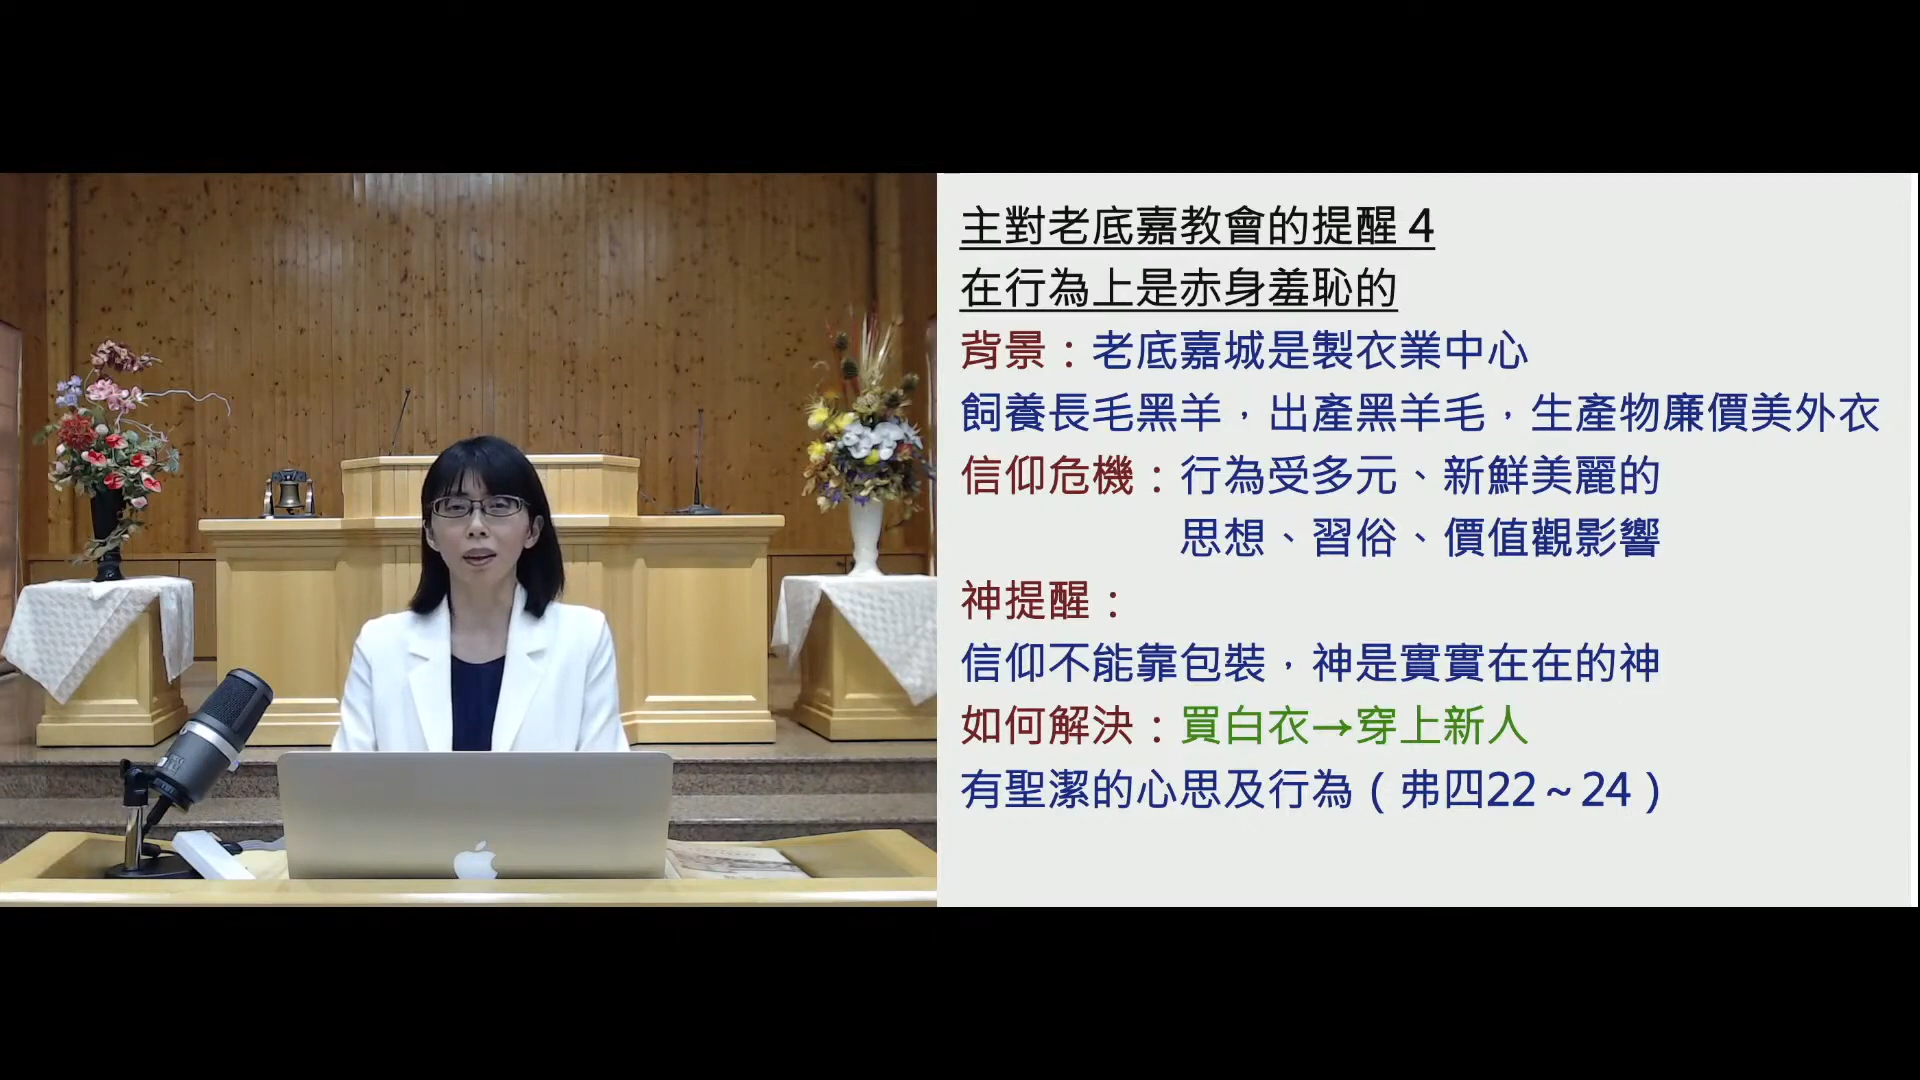 主對老底嘉教會的提醒4
在行為上是赤身羞恥的
背景：老底嘉城是製衣業中心
飼養長毛黑羊，出產黑羊毛，生產物廉價美外衣
信仰危機：行為受多元、新鮮美麗的
思想、習俗、價值觀影響
神提醒：
信仰不能靠包裝，神是實實在在的神
如何解決：買白衣→穿上新人
有聖潔的心思及行為（弗四22～24）